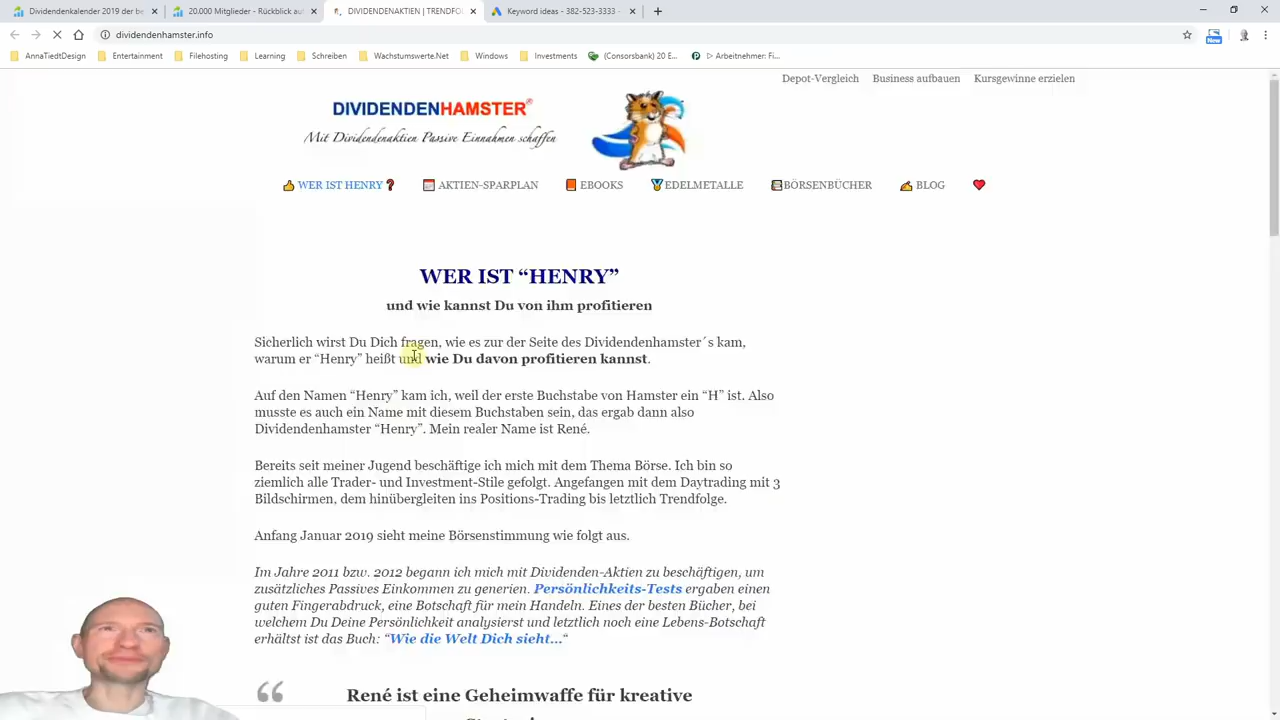 Dividendenkalender 2019 der be
20.000 Mitglieder - Rückblick auf
DIVIDENDENAKTIEN | TRENDFO
Keyword ideas - 382-523-3333 -
dividendenhamster.info
New
AnnaTiedtDesign
Entertainment
Filehosting
Learning
Schreiben
Wachstumswerte.Net
Windows
Investments
(Consorsbank) 20 E...
▷ Arbeitnehmer: Fi...
Depot-Vergleich Business aufbauen Kursgewinne erzielen
DIVIDENDENHAMSTER®
Mit Dividendenaktien Passive Einnahmen schaffen
WER IST HENRY❓ AKTIEN-SPARPLAN EBOOKS EDELMETALLE BÖRSENBÜCHER BLOG
WER IST “HENRY”
und wie kannst Du von ihm profitieren
Sicherlich wirst Du Dich fragen, wie es zur der Seite des Dividendenhamster´s kam,
warum er “Henry” heißt und wie Du davon profitieren kannst.
Auf den Namen “Henry” kam ich, weil der erste Buchstabe von Hamster ein “H” ist. Also
musste es auch ein Name mit diesem Buchstaben sein, das ergab dann also
Dividendenhamster “Henry”. Mein realer Name ist René.
Bereits seit meiner Jugend beschäftige ich mich mit dem Thema Börse. Ich bin so
ziemlich alle Trader- und Investment-Stile gefolgt. Angefangen mit dem Daytrading mit 3
Bildschirmen, dem hinübergleiten ins Positions-Trading bis letztlich Trendfolge.
Anfang Januar 2019 sieht meine Börsenstimmung wie folgt aus.
Im Jahre 2011 bzw. 2012 begann ich mich mit Dividenden-Aktien zu beschäftigen, um
zusätzliches Passives Einkommen zu generien. Persönlichkeits-Tests ergaben einen
guten Fingerabdruck, eine Botschaft für mein Handeln. Eines der besten Bücher, bei
welchem Du Deine Persönlichkeit analysierst und letztlich noch eine Lebens-Botschaft
erhältst ist das Buch: “Wie die Welt Dich sieht…“
René ist eine Geheimwaffe für kreative